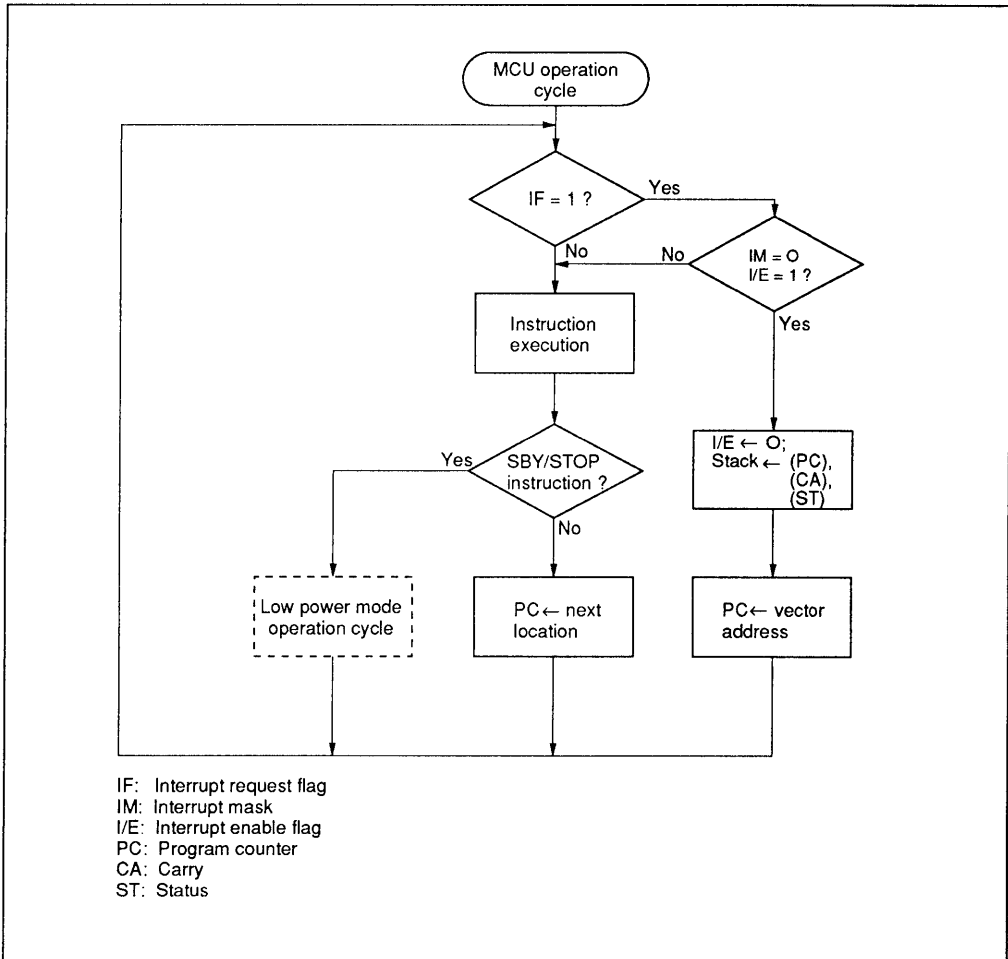 MCU operation
cycle
IF = 1 ?
Yes
No
IM = O
I/E = 1 ?
No
Yes
Instruction
execution
SBY/STOP
instruction ?
Yes
No
I/E ← O;
Stack ← (PC),
(CA),
(ST)
Low power mode
operation cycle
PC ← next
location
PC ← vector
address
IF: Interrupt request flag
IM: Interrupt mask
I/E: Interrupt enable flag
PC: Program counter
CA: Carry
ST: Status